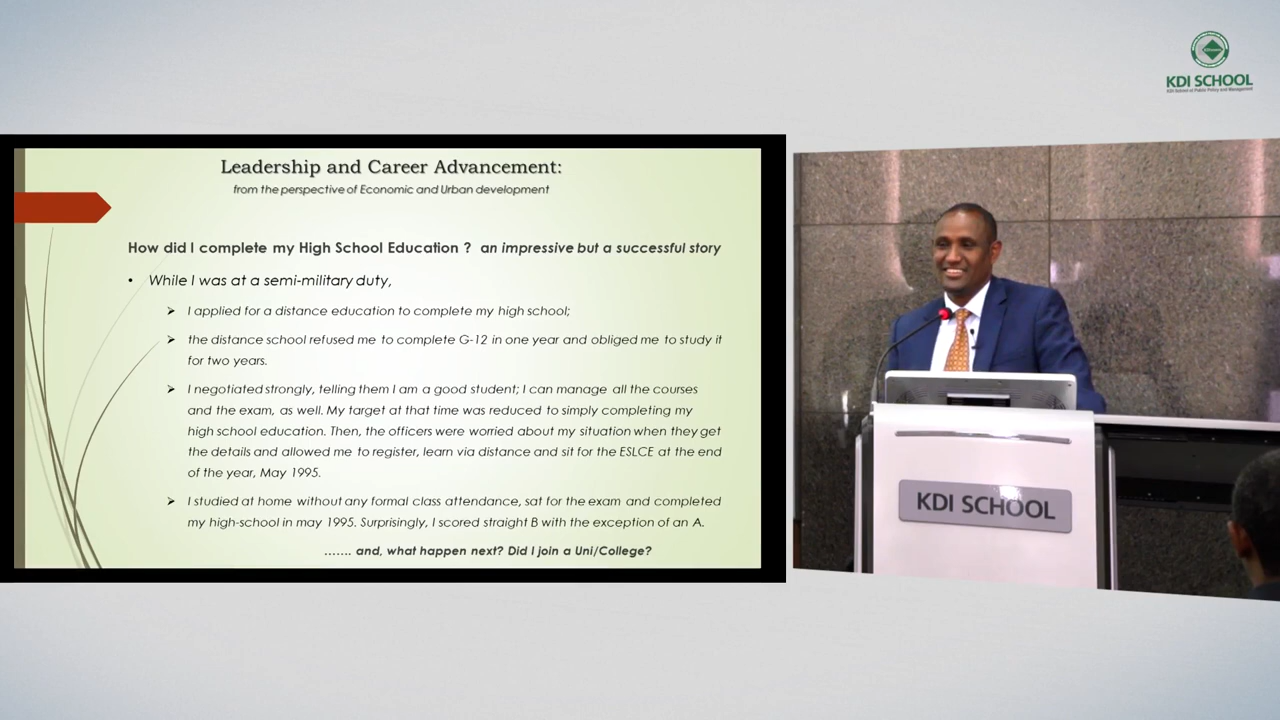 KDI SCHOOL
KDI School of Public Policy and Management
Leadership and Career Advancement:
from the perspective of Economic and Urban development
How did I complete my High School Education ? an impressive but a successful story
• While I was at a semi-military duty,
➢ I applied for a distance education to complete my high school;
➢ the distance school refused me to complete G-12 in one year and obliged me to study it
for two years.
➢ I negotiated strongly, telling them I am a good student; I can manage all the courses
and the exam, as well. My target at that time was reduced to simply completing my
high school education. Then, the officers were worried about my situation when they get
the details and allowed me to register, learn via distance and sit for the ESLCE at the end
of the year, May 1995.
➢ I studied at home without any formal class attendance, sat for the exam and completed
my high-school in may 1995. Surprisingly, I scored straight B with the exception of an A.
....... and, what happen next? Did I join a Uni/College?
KDI SCHOOL